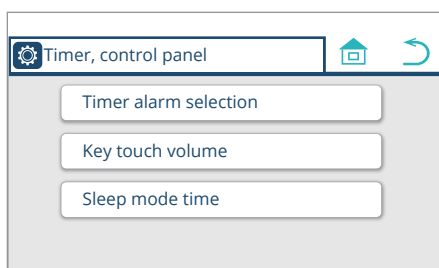 Timer, control panel
Timer alarm selection
Key touch volume
Sleep mode time